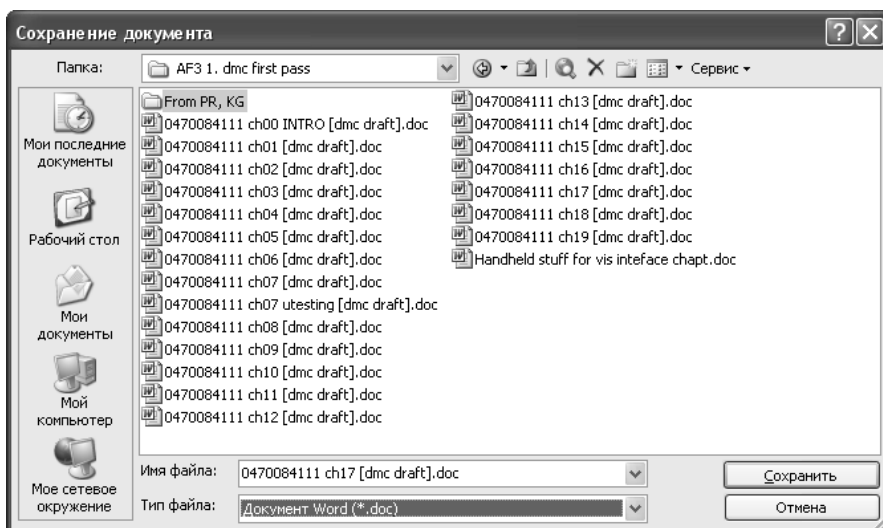 Сохранение документа
Папка:
AF3 1. dmc first pass
Сервис
Мои последние
документы
Рабочий стол
Мои
документы
Мой
компьютер
Мое сетевое
окружение
From PR, KG
0470084111 ch00 INTRO [dmc draft].doc
0470084111 ch01 [dmc draft].doc
0470084111 ch02 [dmc draft].doc
0470084111 ch03 [dmc draft].doc
0470084111 ch04 [dmc draft].doc
0470084111 ch05 [dmc draft].doc
0470084111 ch06 [dmc draft].doc
0470084111 ch07 [dmc draft].doc
0470084111 ch07 utesting [dmc draft].doc
0470084111 ch08 [dmc draft].doc
0470084111 ch09 [dmc draft].doc
0470084111 ch10 [dmc draft].doc
0470084111 ch11 [dmc draft].doc
0470084111 ch12 [dmc draft].doc
0470084111 ch13 [dmc draft].doc
0470084111 ch14 [dmc draft].doc
0470084111 ch15 [dmc draft].doc
0470084111 ch16 [dmc draft].doc
0470084111 ch17 [dmc draft].doc
0470084111 ch18 [dmc draft].doc
0470084111 ch19 [dmc draft].doc
Handheld stuff for vis inteface chapt.doc
Имя файла:
0470084111 ch17 [dmc draft].doc
Сохранить
Тип файла:
Документ Word (*.doc)
Отмена